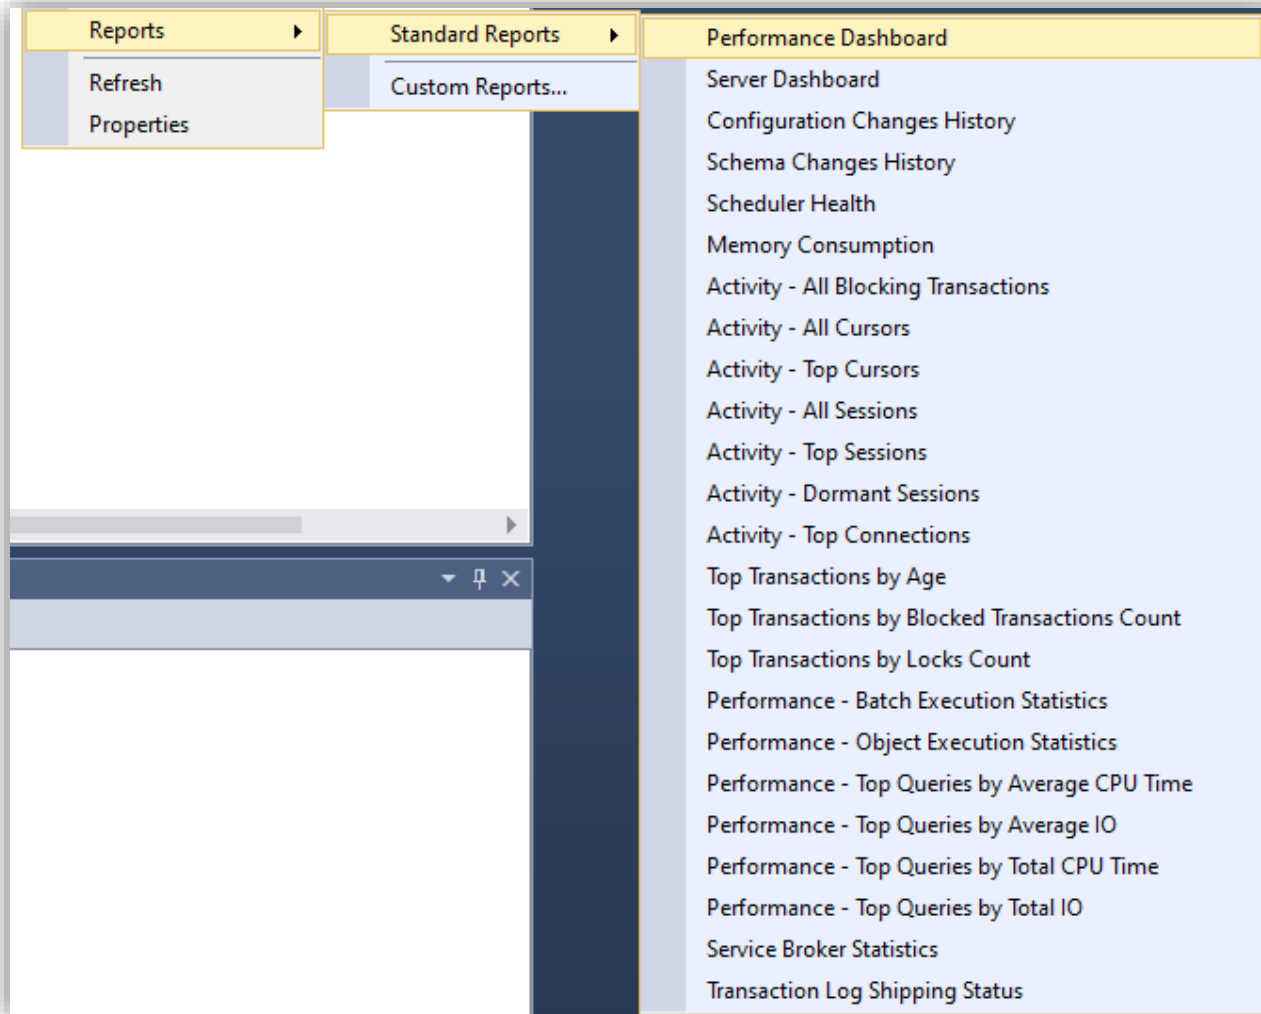 Reports
Refresh
Properties
Standard Reports
Custom Reports...
Performance Dashboard
Server Dashboard
Configuration Changes History
Schema Changes History
Scheduler Health
Memory Consumption
Activity - All Blocking Transactions
Activity - All Cursors
Activity - Top Cursors
Activity - All Sessions
Activity - Top Sessions
Activity - Dormant Sessions
Activity - Top Connections
Top Transactions by Age
Top Transactions by Blocked Transactions Count
Top Transactions by Locks Count
Performance - Batch Execution Statistics
Performance - Object Execution Statistics
Performance - Top Queries by Average CPU Time
Performance - Top Queries by Average IO
Performance - Top Queries by Total CPU Time
Performance - Top Queries by Total IO
Service Broker Statistics
Transaction Log Shipping Status